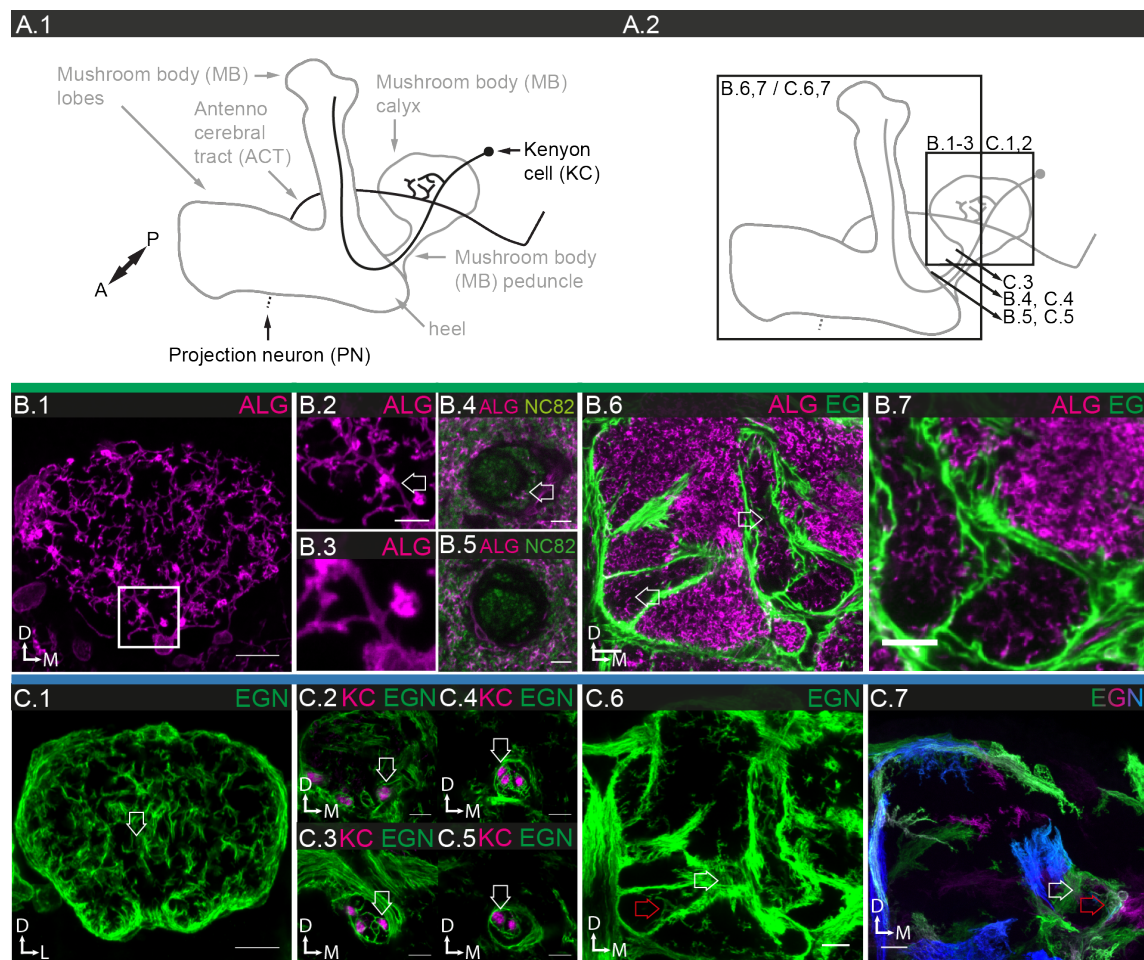 A.1
A.2
Mushroom body (MB)
lobes
Antenno
cerebral
tract (ACT)
Mushroom body (MB)
calyx
Kenyon
cell (KC)
P
A
Mushroom body
(MB) peduncle
heel
Projection neuron (PN)
B.6,7 / C.6,7
B.1-3
C.1,2
C.3
B.4, C.4
B.5, C.5
B.1
ALG
D
M
B.2
ALG
B.3
ALG
B.4
ALG NC82
B.5
ALG NC82
B.6
ALG EG
D
M
B.7
ALG EG
C.1
EGN
D
L
C.2
KC EGN
D
M
C.3
KC EGN
D
M
C.4
KC EGN
C.5
KC EGN
C.6
EGN
D
M
C.7
EGN
D
M